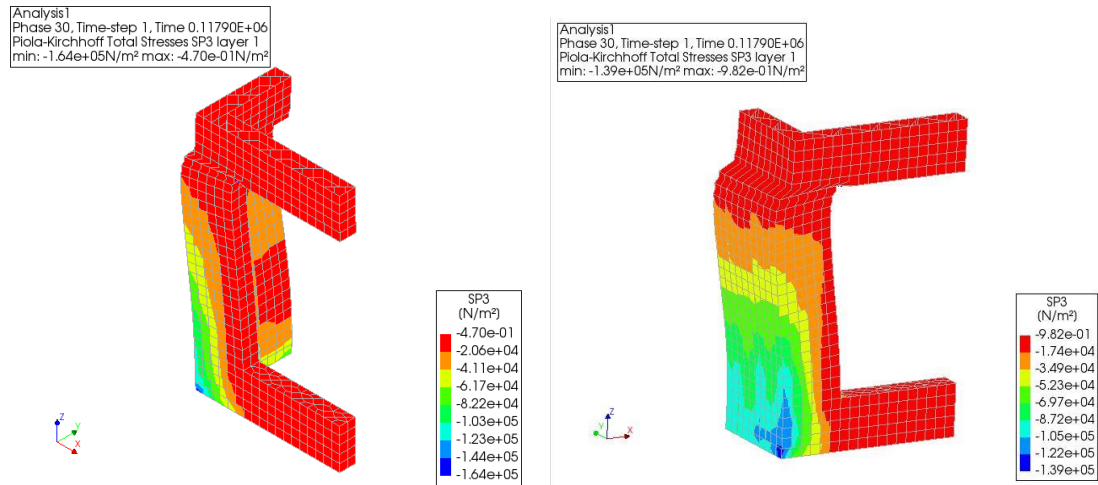 Analysis1
Phase 30, Time-step 1, Time 0.11790E+06
Piola-Kirchhoff Total Stresses SP3 layer 1
min: -1.64e+05N/m² max: -4.70e-01N/m²
SP3
(N/m²)
-4.70e-01
-2.06e+04
-4.11e+04
-6.17e+04
-8.22e+04
-1.03e+05
-1.23e+05
-1.44e+05
-1.64e+05
Z
Y
X
Analysis1
Phase 30, Time-step 1, Time 0.11790E+06
Piola-Kirchhoff Total Stresses SP3 layer 1
min: -1.39e+05N/m² max: -9.82e-01N/m²
SP3
(N/m²)
-9.82e-01
-1.74e+04
-3.49e+04
-5.23e+04
-6.97e+04
-8.72e+04
-1.05e+05
-1.22e+05
-1.39e+05
Z
Y
X